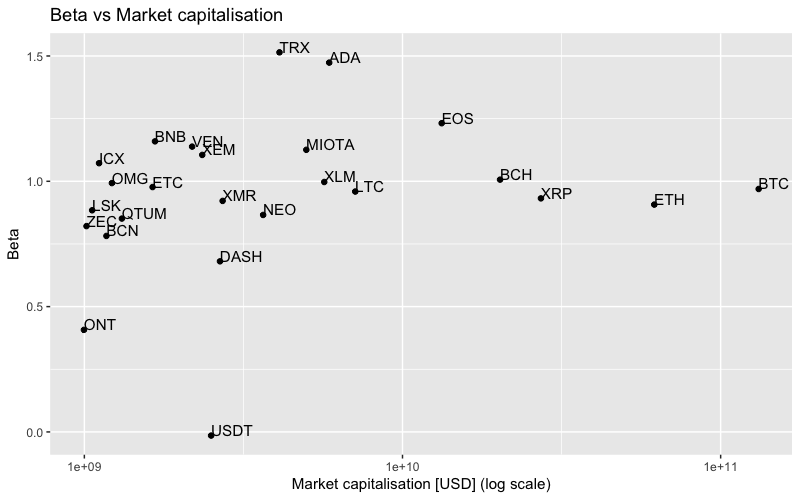 Beta vs Market capitalisation
TRX
ADA
EOS
BNB
VEN
XEM
MIOTA
ICX
OMG
ETC
XLM
LTC
BCH
XRP
ETH
BTC
XMR
NEO
LSK
QTUM
ZEC
BCN
DASH
ONT
USDT
1.5
1.0
0.5
0.0
Beta
1e+09
1e+10
1e+11
Market capitalisation [USD] (log scale)